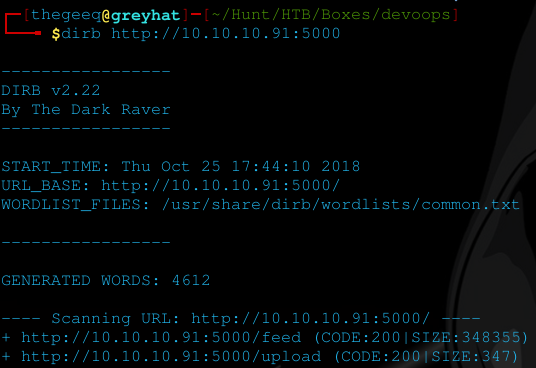 [thegeeq@greyhat]-[~/Hunt/HTB/Boxes/devoops]
$dirb http://10.10.10.91:5000
-----------------
DIRB v2.22
By The Dark Raver
-----------------
START_TIME: Thu Oct 25 17:44:10 2018
URL_BASE: http://10.10.10.91:5000/
WORDLIST_FILES: /usr/share/dirb/wordlists/common.txt
-----------------
GENERATED WORDS: 4612
---- Scanning URL: http://10.10.10.91:5000/ ----
+ http://10.10.10.91:5000/feed (CODE:200|SIZE:348355)
+ http://10.10.10.91:5000/upload (CODE:200|SIZE:347)